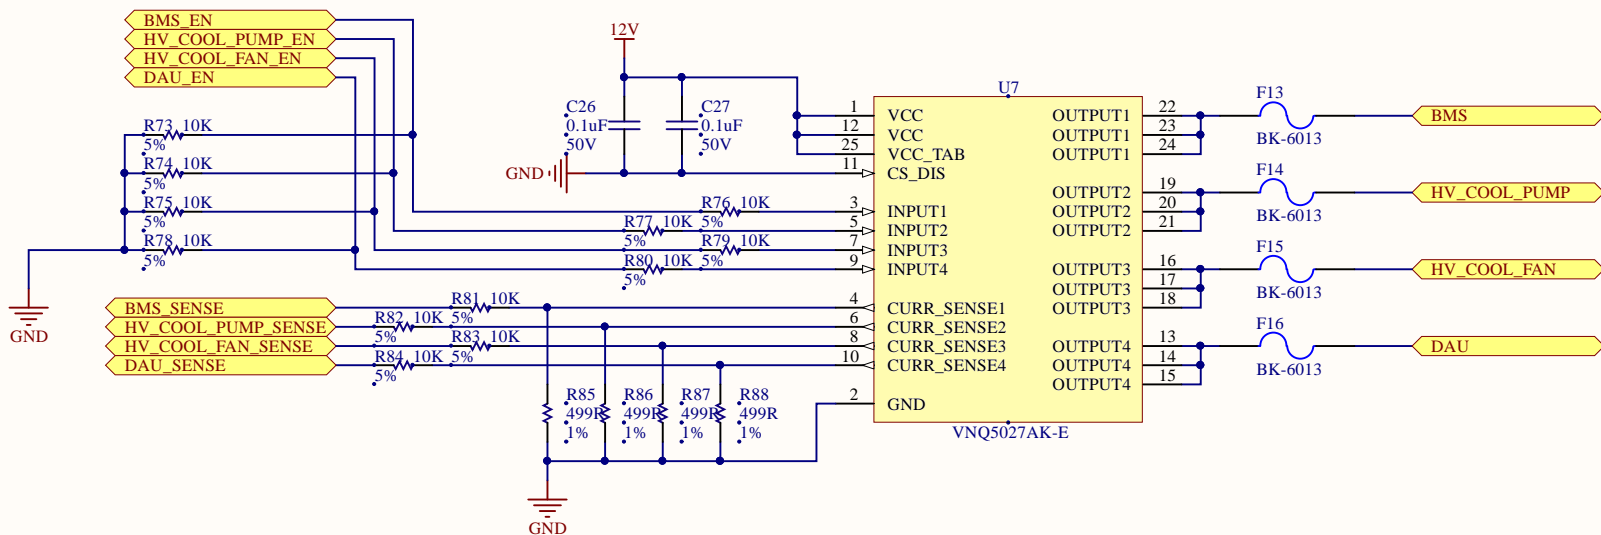 BMS_EN
HV_COOL_PUMP_EN
HV_COOL_FAN_EN
DAU_EN
R73 10K
5%
R74 10K
5%
R75 10K
5%
R78 10K
5%
GND
12V
C26
0.1uF
50V
C27
0.1uF
50V
GND
R76 10K
5%
R77 10K
5%
R79 10K
5%
R80 10K
5%
BMS_SENSE
HV_COOL_PUMP_SENSE
HV_COOL_FAN_SENSE
DAU_SENSE
R81 10K
5%
R82 10K
5%
R83 10K
5%
R84 10K
5%
R85
499R
1%
R86
499R
1%
R87
499R
1%
R88
499R
1%
GND
U7
1 VCC
12 VCC
25 VCC_TAB
11 CS_DIS
3 INPUT1
5 INPUT2
7 INPUT3
9 INPUT4
4 CURR_SENSE1
6 CURR_SENSE2
8 CURR_SENSE3
10 CURR_SENSE4
2 GND
OUTPUT1 22
OUTPUT1 23
OUTPUT1 24
OUTPUT2 19
OUTPUT2 20
OUTPUT2 21
OUTPUT3 16
OUTPUT3 17
OUTPUT3 18
OUTPUT4 13
OUTPUT4 14
OUTPUT4 15
VNQ5027AK-E
F13
BK-6013
BMS
F14
BK-6013
HV_COOL_PUMP
F15
BK-6013
HV_COOL_FAN
F16
BK-6013
DAU